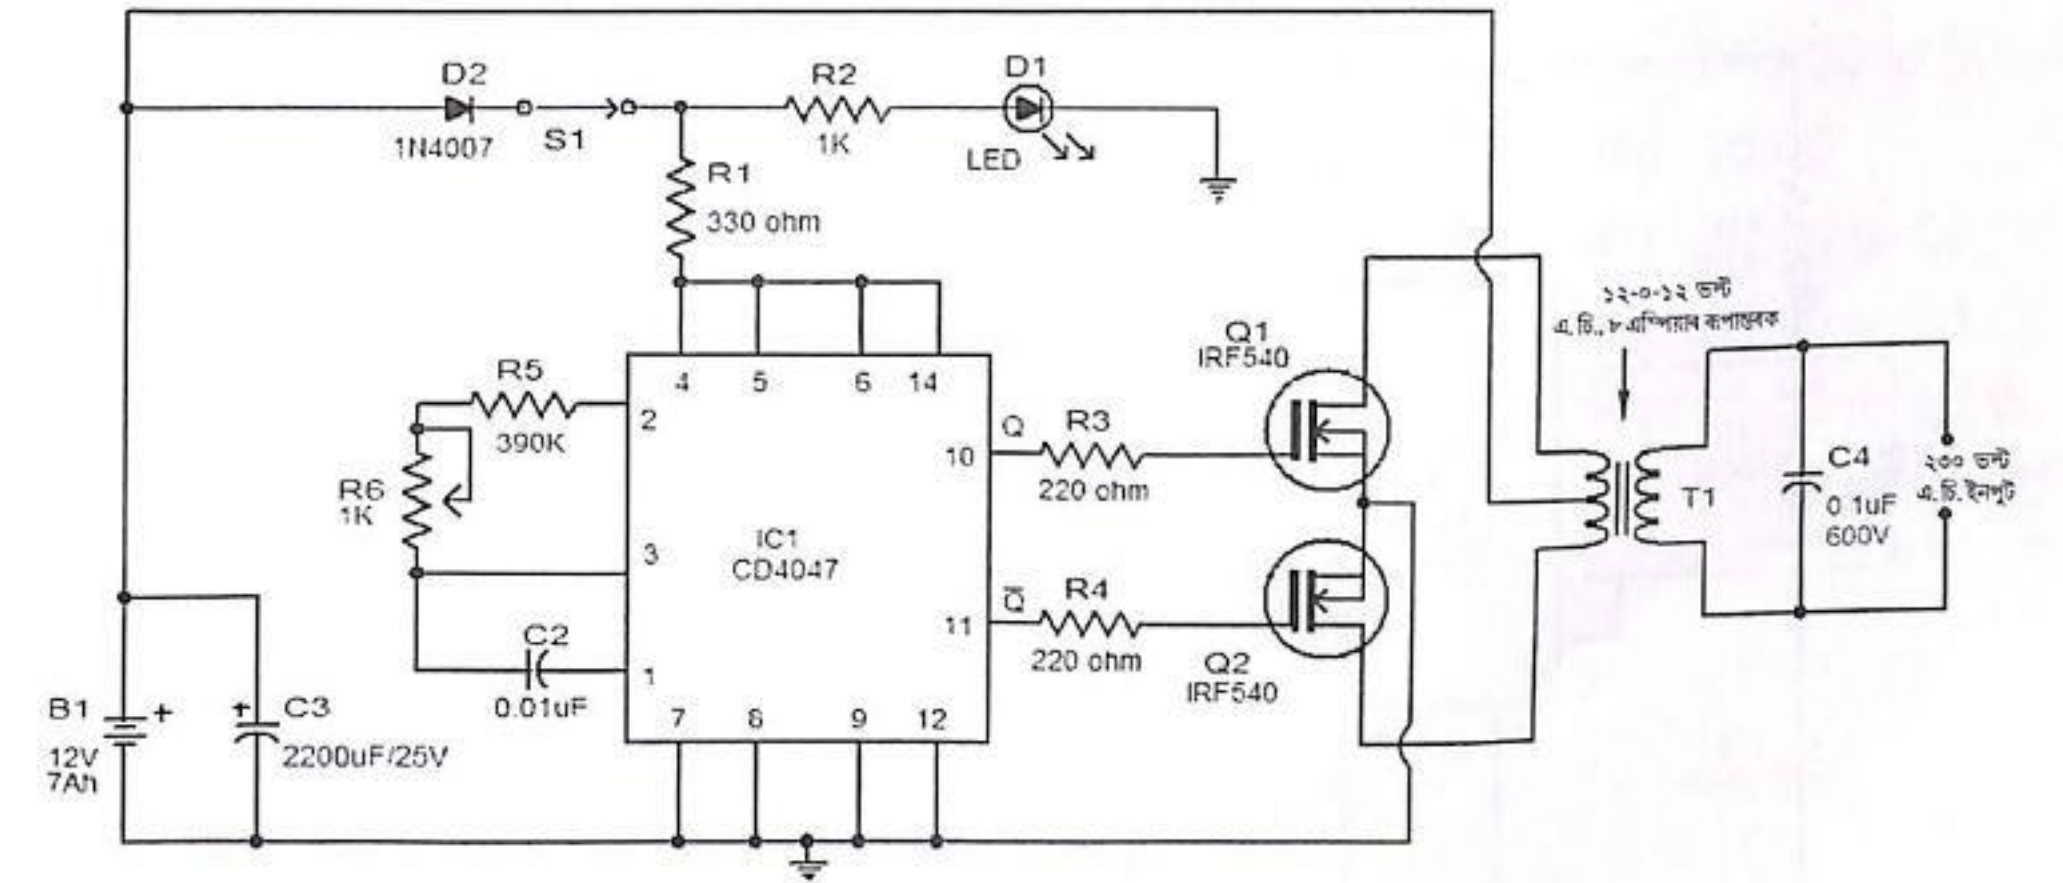 D2
1N4007
S1
R2
1K
D1
LED
R1
330 ohm
4 5 6 14
R5
390K
R6
1K
2
3
1
C2
0.01uF
IC1
CD4047
7 8 9 12
10
11
Q
Q̅
R3
220 ohm
R4
220 ohm
Q1
IRF540
Q2
IRF540
১২-০-১২ ভল্ট
এ. চি., ৮ এম্পিয়াৰ ৰূপান্তৰক
T1
C4
0.1uF
600V
২৩০ ভল্ট
এ. চি. ইনপুট
B1
+
12V
7Ah
+
C3
2200uF/25V